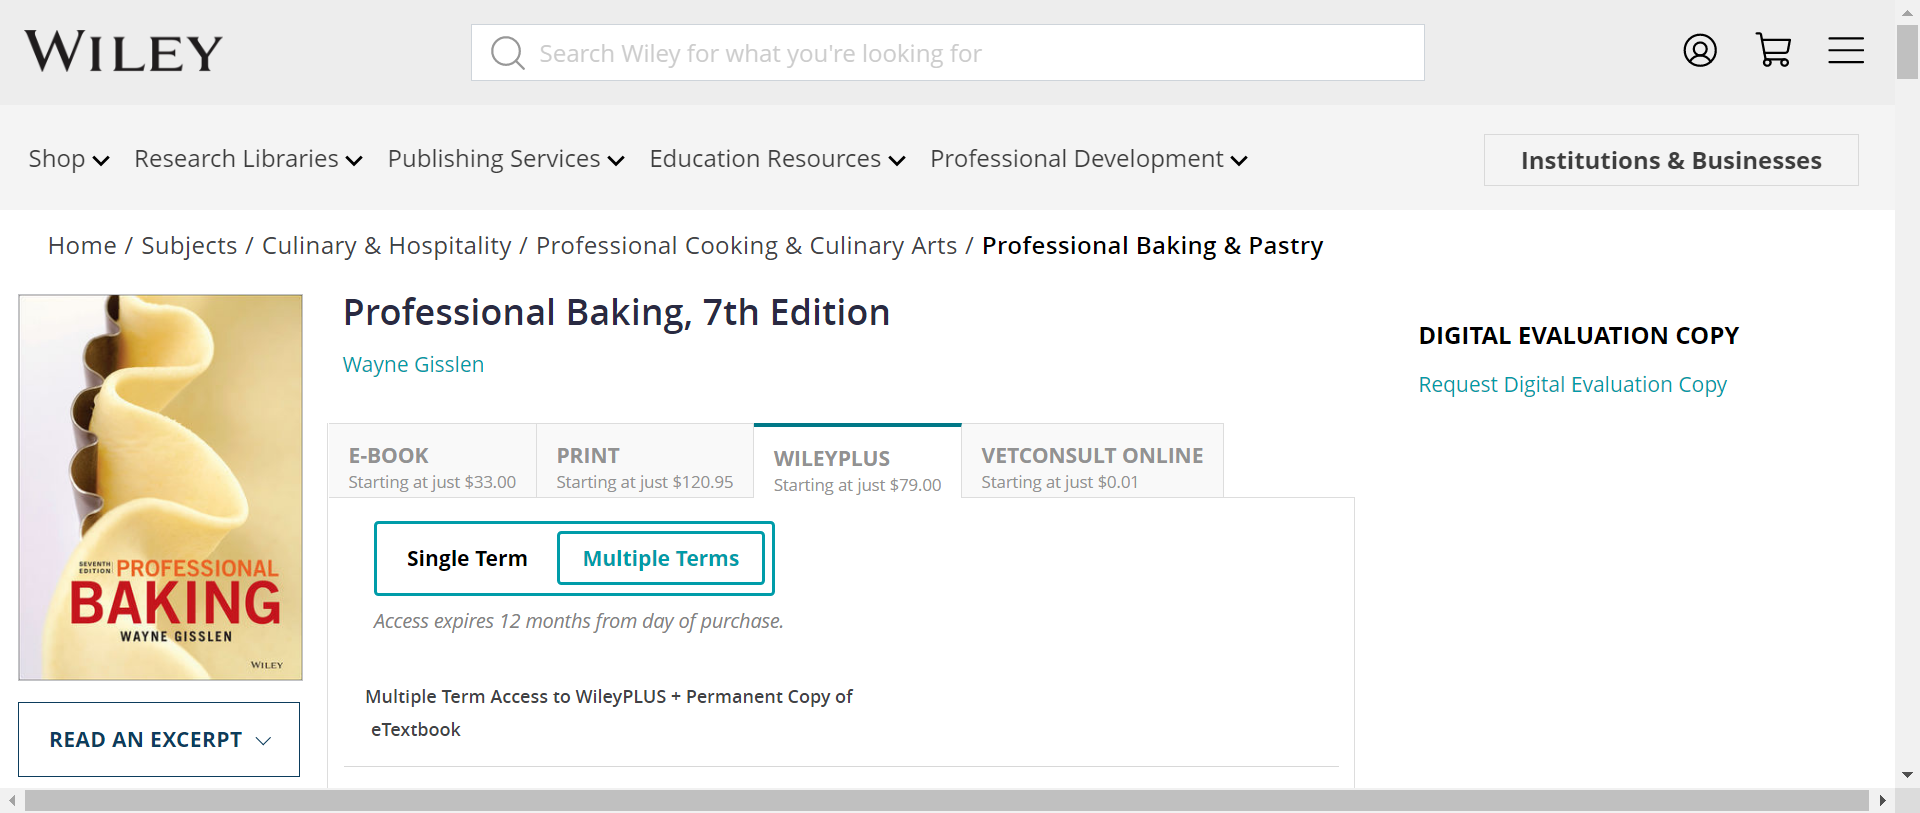 WILEY
Search Wiley for what you're looking for
Shop Research Libraries Publishing Services Education Resources Professional Development Institutions & Businesses
Home / Subjects / Culinary & Hospitality / Professional Cooking & Culinary Arts / Professional Baking & Pastry
SEVENTH EDITION PROFESSIONAL
BAKING
WAYNE GISSLEN
WILEY
READ AN EXCERPT
Professional Baking, 7th Edition
Wayne Gisslen
E-BOOK
Starting at just $33.00
PRINT
Starting at just $120.95
WILEYPLUS
Starting at just $79.00
VETCONSULT ONLINE
Starting at just $0.01
Single Term Multiple Terms
Access expires 12 months from day of purchase.
Multiple Term Access to WileyPLUS + Permanent Copy of
eTextbook
DIGITAL EVALUATION COPY
Request Digital Evaluation Copy